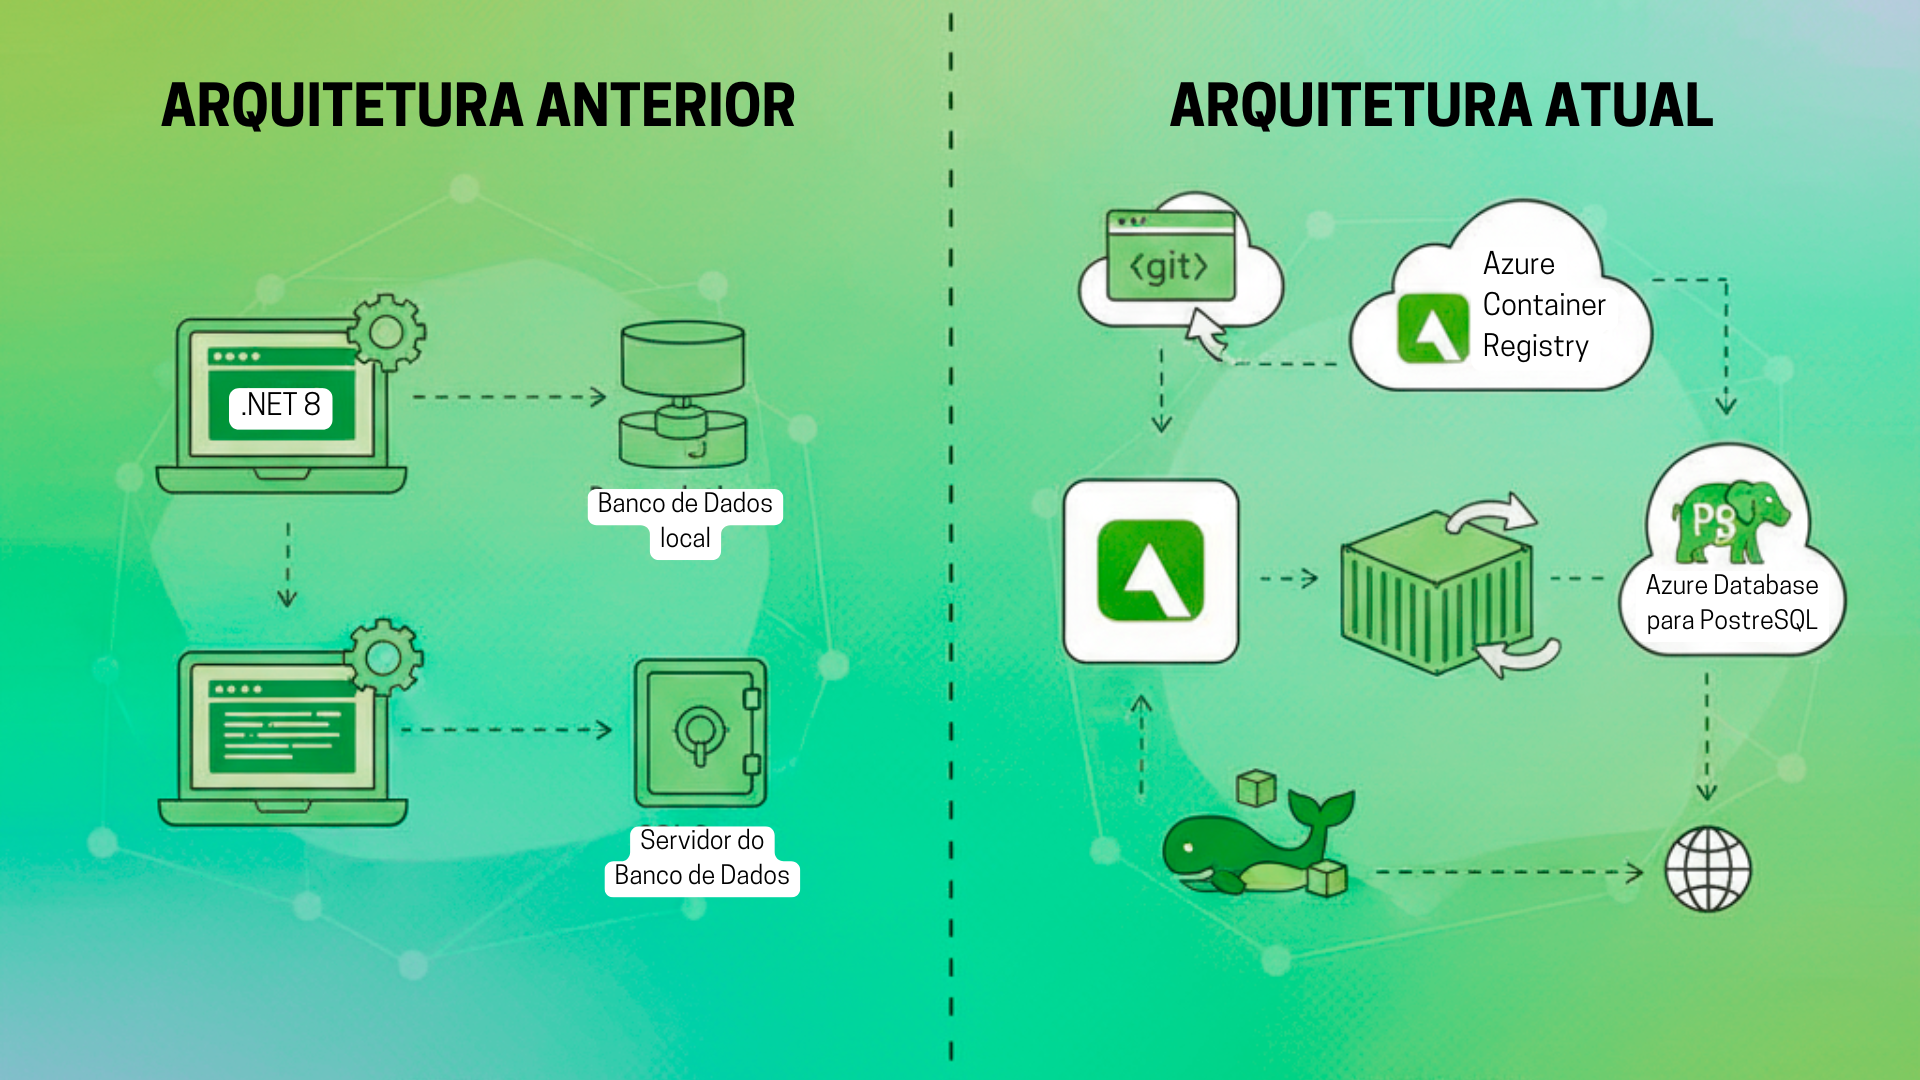 ARQUITETURA ANTERIOR
.NET 8
Banco de Dados
local
Servidor do
Banco de Dados
ARQUITETURA ATUAL
<git>
Azure
Container
Registry
PS
Azure Database
para PostreSQL